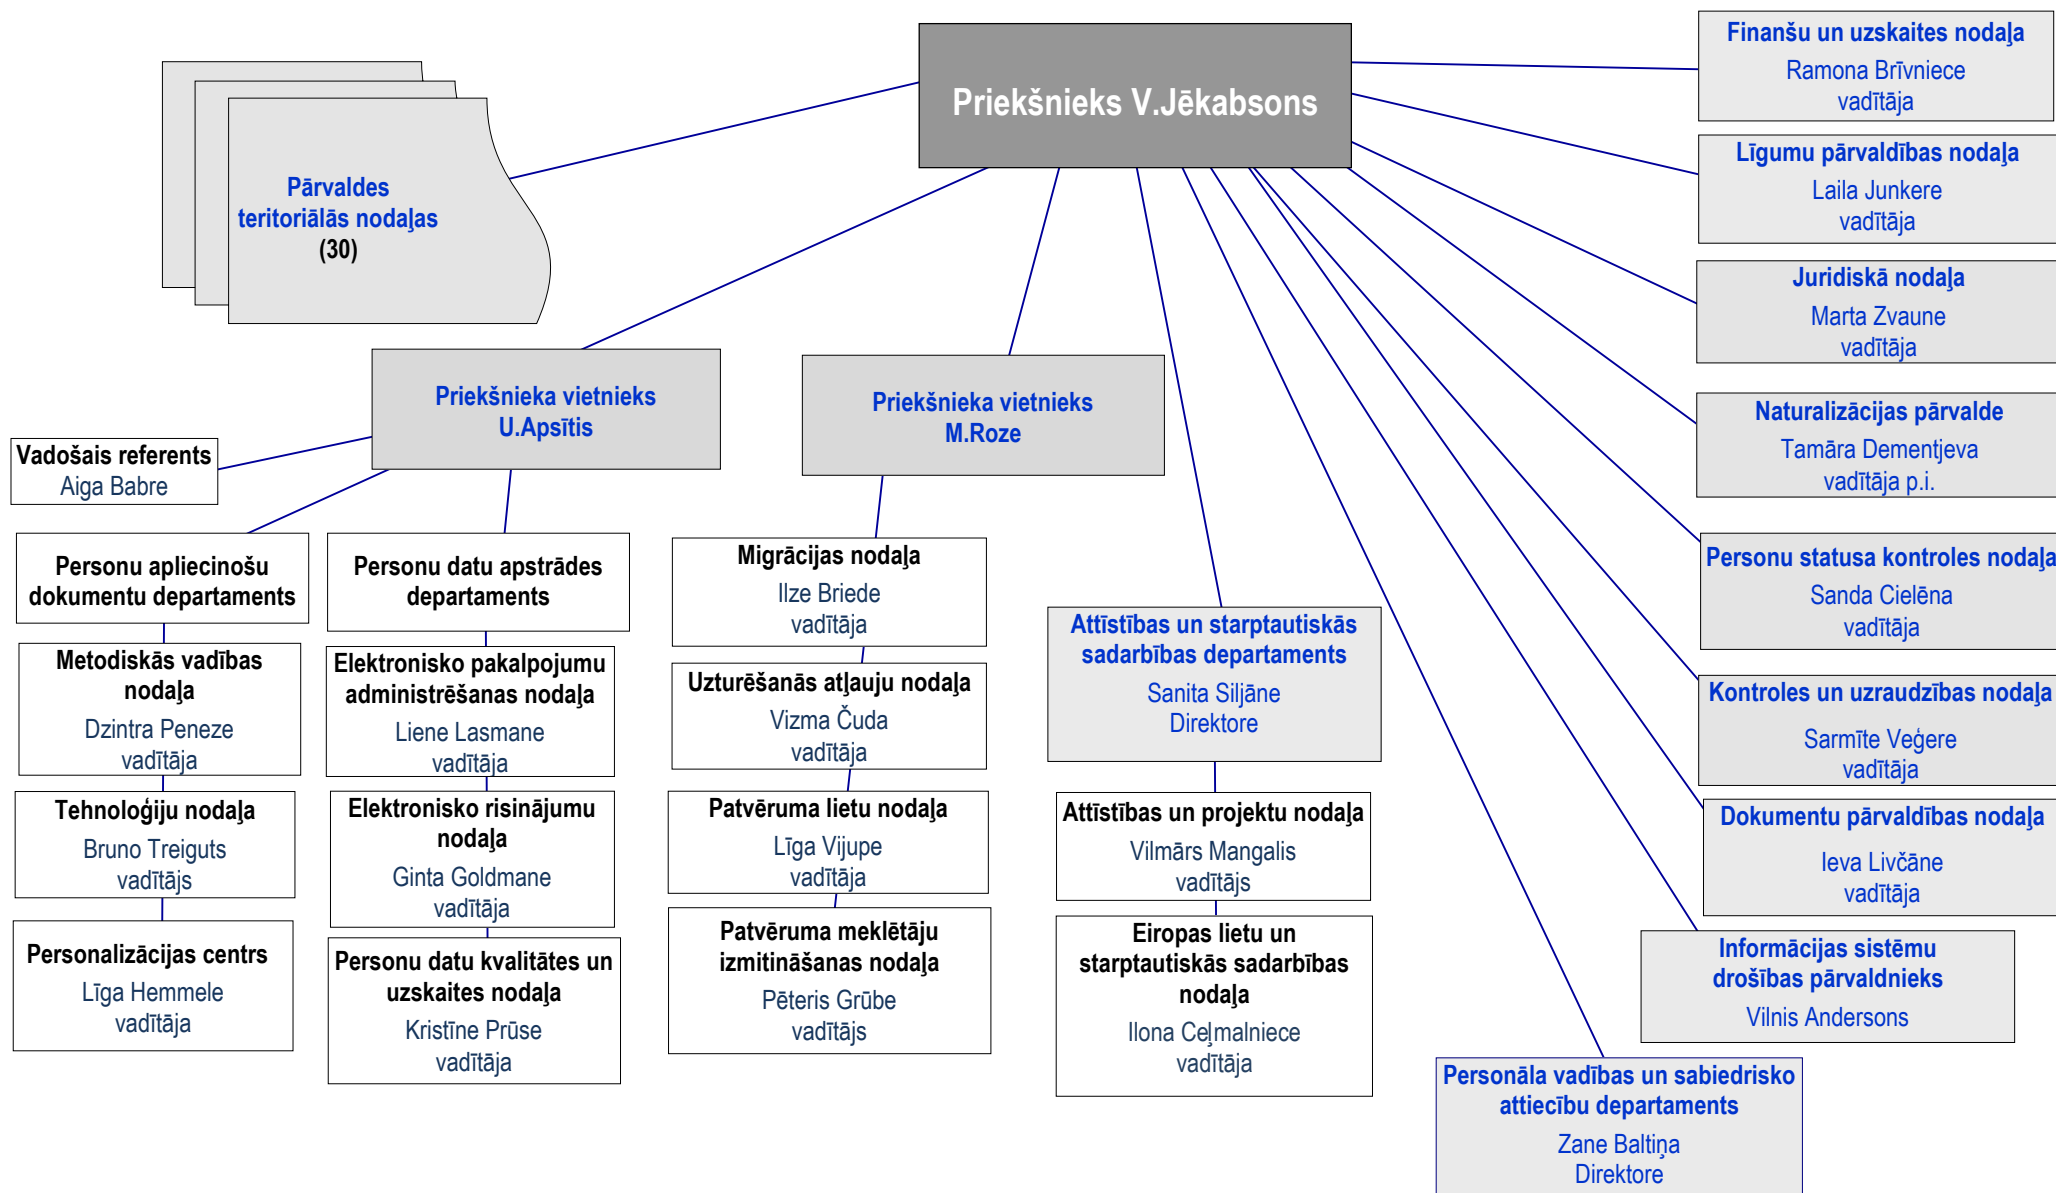 Priekšnieks V.Jēkabsons
Pārvaldes
teritoriālās nodaļas
(30)
Priekšnieka vietnieks
U.Apsītis
Priekšnieka vietnieks
M.Roze
Vadošais referents
Aiga Babre
Personu apliecinošu
dokumentu departaments
Metodiskās vadības
nodaļa
Dzintra Peneze
vadītāja
Tehnoloģiju nodaļa
Bruno Treiguts
vadītājs
Personalizācijas centrs
Līga Hemmele
vadītāja
Personu datu apstrādes
departaments
Elektronisko pakalpojumu
administrēšanas nodaļa
Liene Lasmane
vadītāja
Elektronisko risinājumu
nodaļa
Ginta Goldmane
vadītāja
Personu datu kvalitātes un
uzskaites nodaļa
Kristīne Prūse
vadītāja
Migrācijas nodaļa
Ilze Briede
vadītāja
Uzturēšanās atļauju nodaļa
Vizma Čuda
vadītāja
Patvēruma lietu nodaļa
Līga Vijupe
vadītāja
Patvēruma meklētāju
izmitināšanas nodaļa
Pēteris Grūbe
vadītājs
Attīstības un starptautiskās
sadarbības departaments
Sanita Siljāne
Direktore
Attīstības un projektu nodaļa
Vilmārs Mangalis
vadītājs
Eiropas lietu un
starptautiskās sadarbības
nodaļa
Ilona Ceļmalniece
vadītāja
Finanšu un uzskaites nodaļa
Ramona Brīvniece
vadītāja
Līgumu pārvaldības nodaļa
Laila Junkere
vadītāja
Juridiskā nodaļa
Marta Zvaune
vadītāja
Naturalizācijas pārvalde
Tamāra Dementjeva
vadītāja p.i.
Personu statusa kontroles nodaļa
Sanda Cielēna
vadītāja
Kontroles un uzraudzības nodaļa
Sarmīte Veģere
vadītāja
Dokumentu pārvaldības nodaļa
Ieva Livčāne
vadītāja
Informācijas sistēmu
drošības pārvaldnieks
Vilnis Andersons
Personāla vadības un sabiedrisko
attiecību departaments
Zane Baltiņa
Direktore